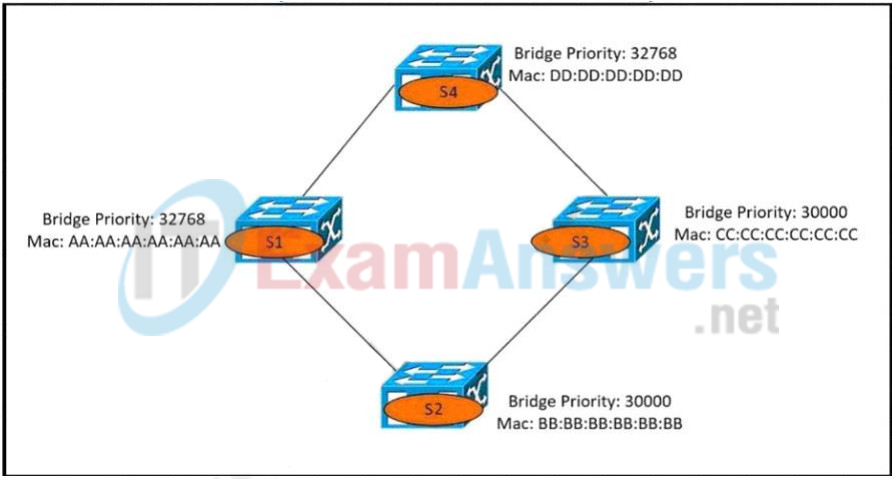 Bridge Priority: 32768
Mac: DD:DD:DD:DD:DD
S4
Bridge Priority: 32768
Mac: AA:AA:AA:AA:AA:AA
S1
S3
Bridge Priority: 30000
Mac: CC:CC:CC:CC:CC:CC
ITExamAnswers
.net
S2
Bridge Priority: 30000
Mac: BB:BB:BB:BB:BB:BB